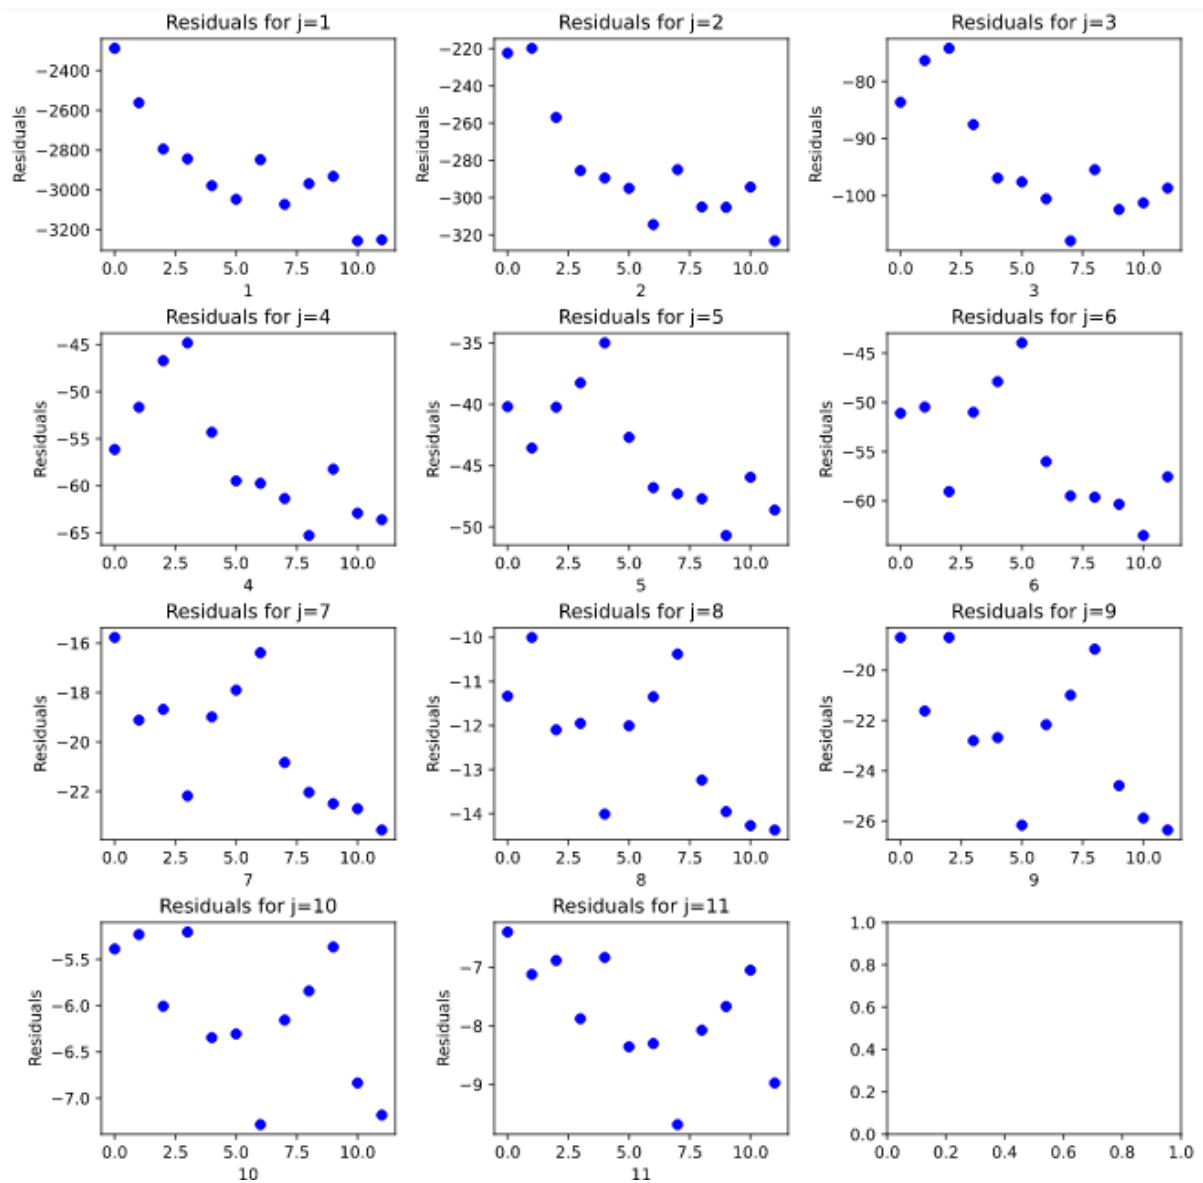 Residuals for j=1
Residuals
−2400
−2600
−2800
−3000
−3200
0.0 2.5 5.0 7.5 10.0
1
Residuals for j=2
Residuals
−220
−240
−260
−280
−300
−320
0.0 2.5 5.0 7.5 10.0
2
Residuals for j=3
Residuals
−80
−90
−100
0.0 2.5 5.0 7.5 10.0
3
Residuals for j=4
Residuals
−45
−50
−55
−60
−65
0.0 2.5 5.0 7.5 10.0
4
Residuals for j=5
Residuals
−35
−40
−45
−50
0.0 2.5 5.0 7.5 10.0
5
Residuals for j=6
Residuals
−45
−50
−55
−60
0.0 2.5 5.0 7.5 10.0
6
Residuals for j=7
Residuals
−16
−18
−20
−22
0.0 2.5 5.0 7.5 10.0
7
Residuals for j=8
Residuals
−10
−11
−12
−13
−14
0.0 2.5 5.0 7.5 10.0
8
Residuals for j=9
Residuals
−20
−22
−24
−26
0.0 2.5 5.0 7.5 10.0
9
Residuals for j=10
Residuals
−5.5
−6.0
−6.5
−7.0
0.0 2.5 5.0 7.5 10.0
10
Residuals for j=11
Residuals
−7
−8
−9
0.0 2.5 5.0 7.5 10.0
11
1.0
0.8
0.6
0.4
0.2
0.0
0.0 0.2 0.4 0.6 0.8 1.0